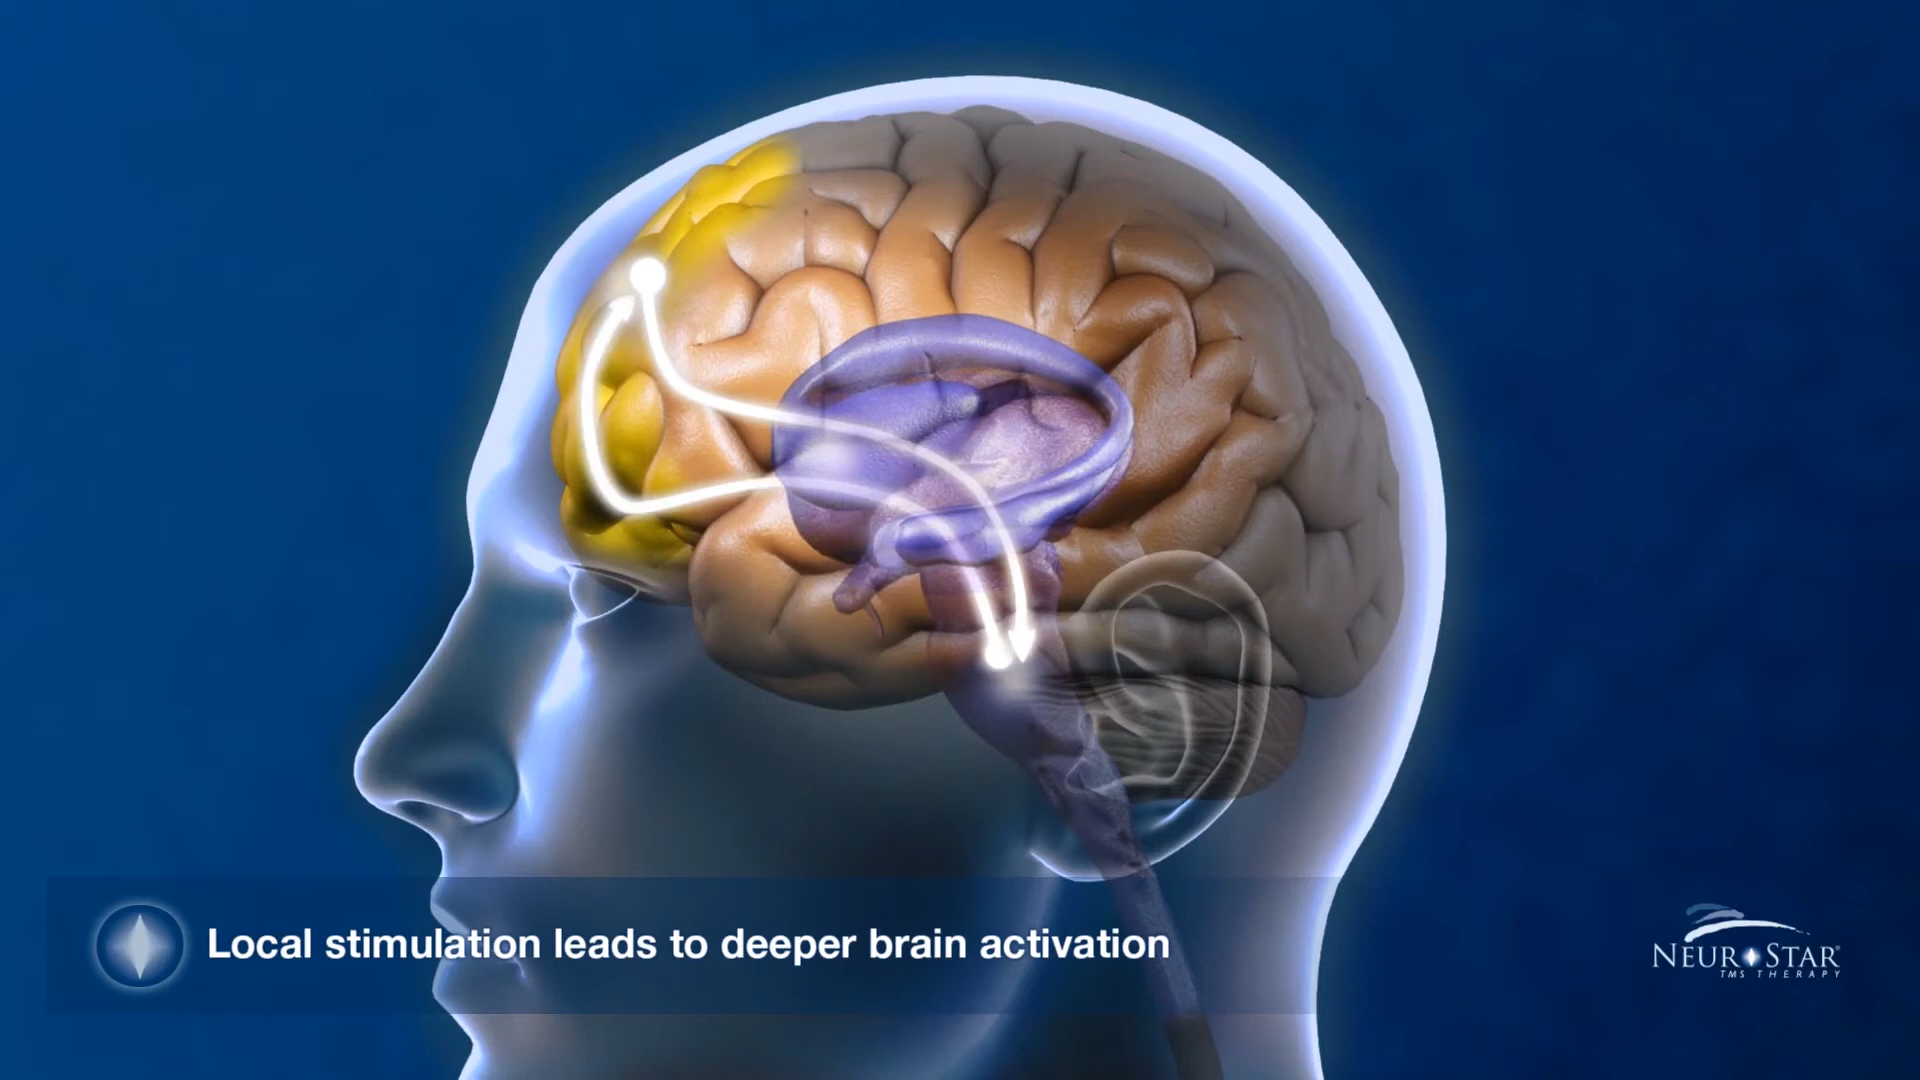 Local stimulation leads to deeper brain activation
NEUROSTAR®
TMS THERAPY